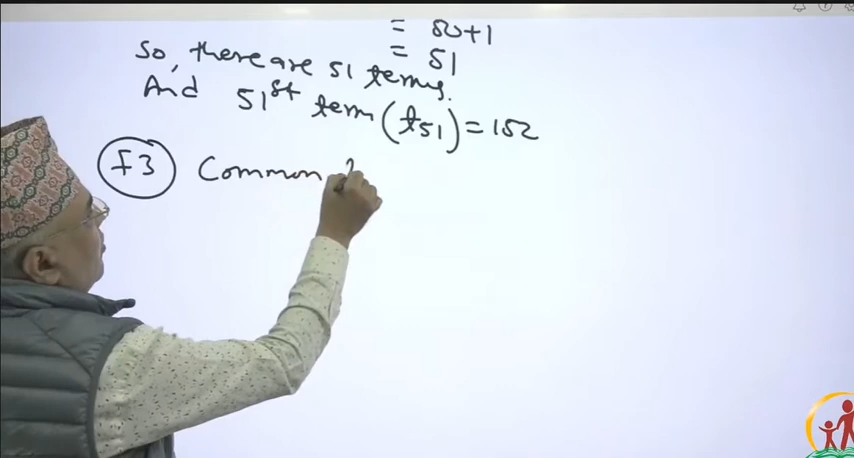 = 50+1
= 51
So, there are 51 terms.
And 51st term (t51) = 152
F3 Common